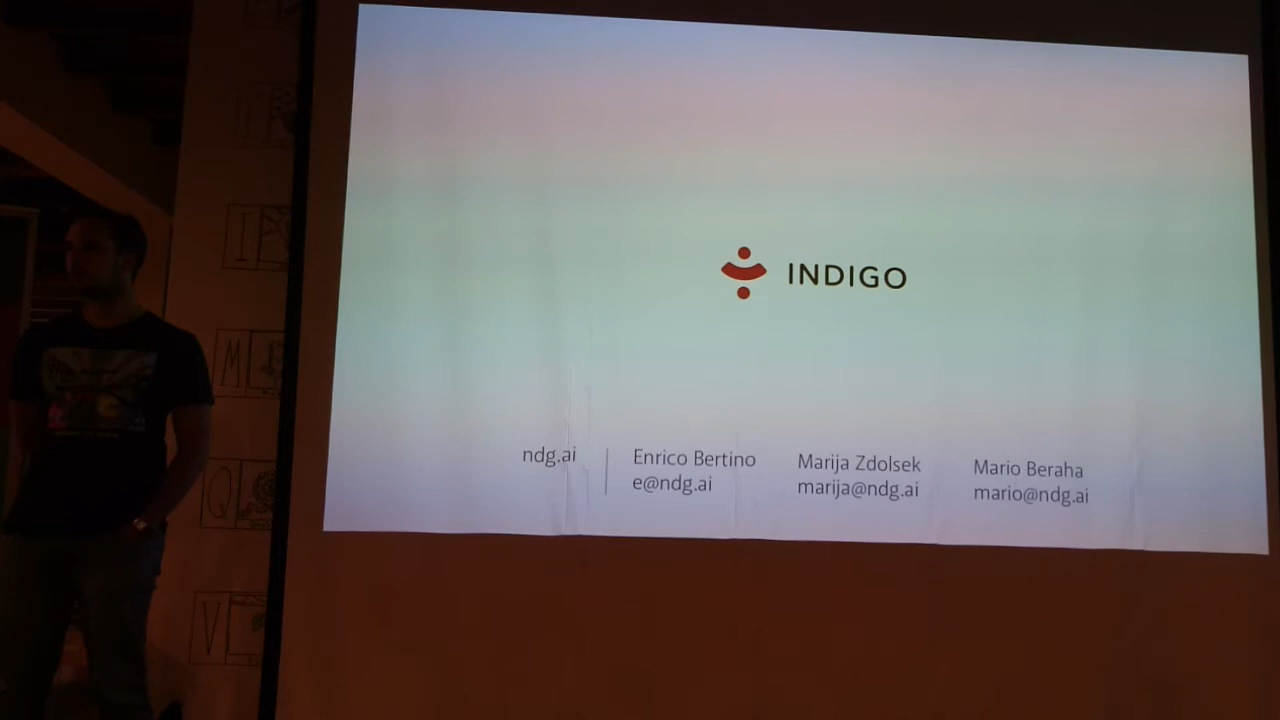 INDIGO
ndg.ai
Enrico Bertino
e@ndg.ai
Marija Zdolsek
marija@ndg.ai
Mario Beraha
mario@ndg.ai
I
M
Q
V